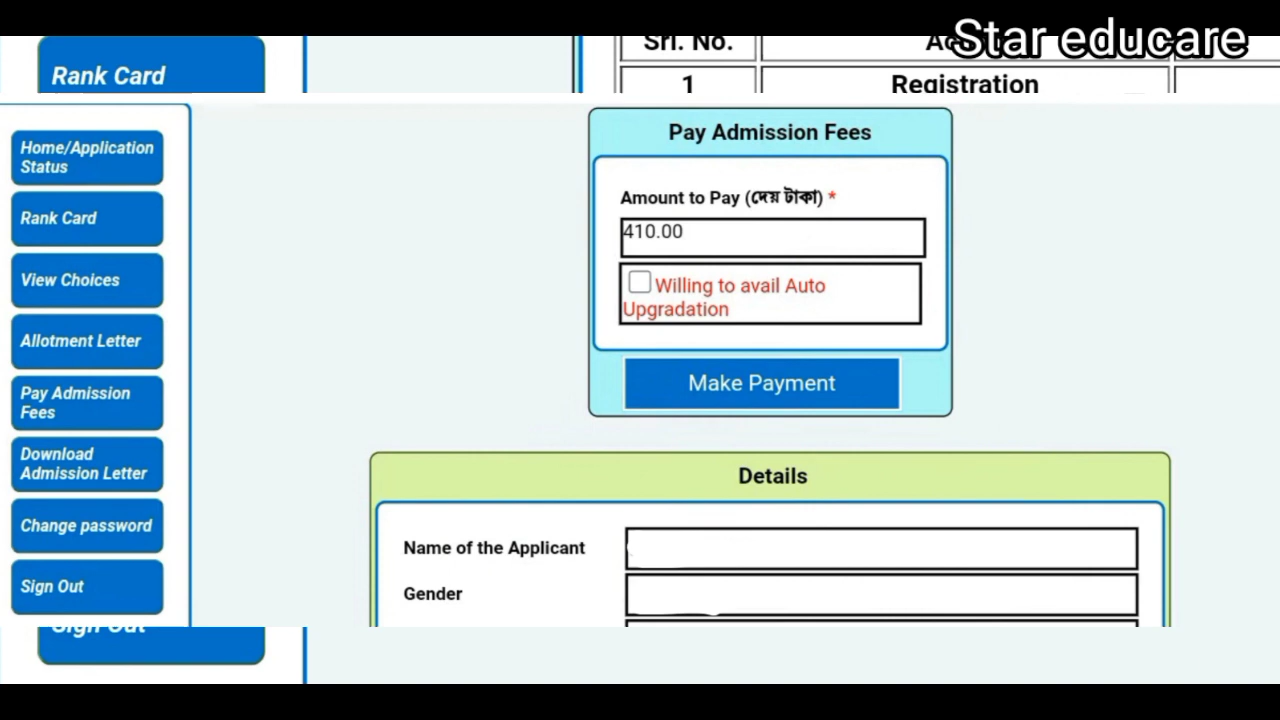 Star educare
Rank Card
Srl. No.
1
Registration
Home/Application
Status
Rank Card
View Choices
Allotment Letter
Pay Admission
Fees
Download
Admission Letter
Change password
Sign Out
Pay Admission Fees
Amount to Pay (দেয় টাকা) *
410.00
Willing to avail Auto
Upgradation
Make Payment
Details
Name of the Applicant
Gender
Sign Out